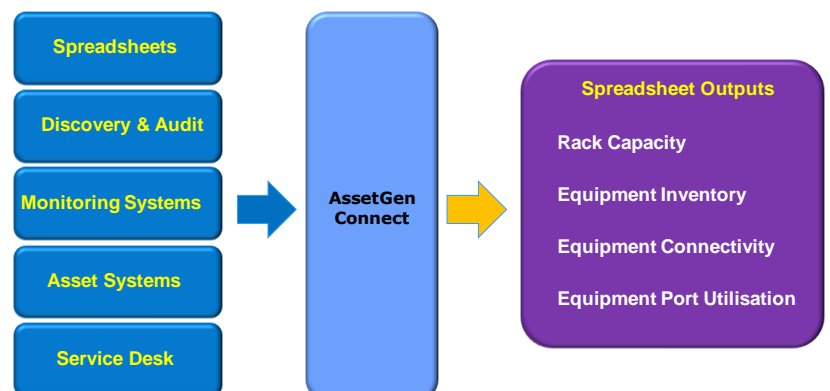 Spreadsheets
Discovery & Audit
Monitoring Systems
Asset Systems
Service Desk
AssetGen
Connect
Spreadsheet Outputs
Rack Capacity
Equipment Inventory
Equipment Connectivity
Equipment Port Utilisation